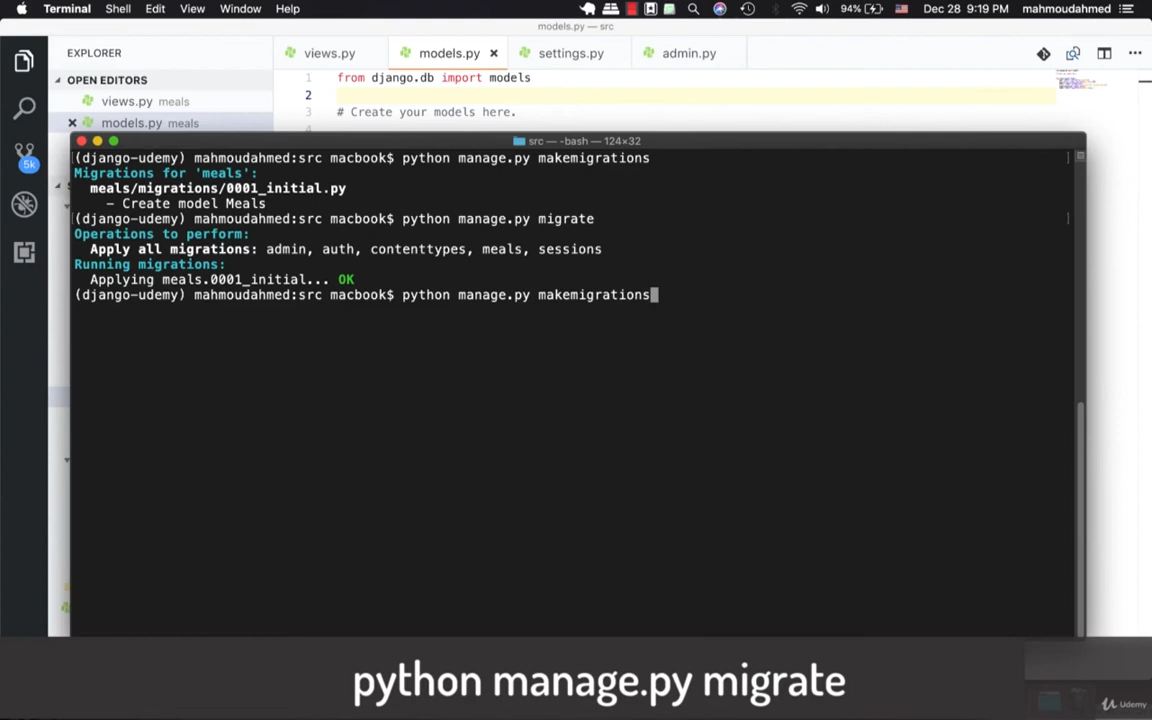 Terminal Shell Edit View Window Help 94% Dec 28 9:19 PM mahmoudahmed
models.py — src
EXPLORER views.py models.py settings.py admin.py
OPEN EDITORS
views.py meals
models.py meals
5k
1 from django.db import models
2
3 # Create your models here.
src — -bash — 124×32
(django-udemy) mahmoudahmed:src macbook$ python manage.py makemigrations
Migrations for 'meals':
meals/migrations/0001_initial.py
- Create model Meals
(django-udemy) mahmoudahmed:src macbook$ python manage.py migrate
Operations to perform:
Apply all migrations: admin, auth, contenttypes, meals, sessions
Running migrations:
Applying meals.0001_initial... OK
(django-udemy) mahmoudahmed:src macbook$ python manage.py makemigrations
python manage.py migrate
Udemy